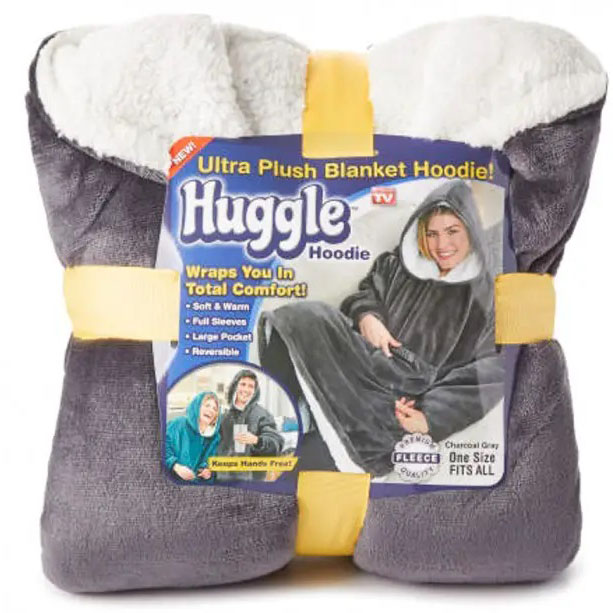 NEW!
Ultra Plush Blanket Hoodie!
AS SEEN ON
TV
Huggle™
Hoodie
Wraps You In
Total Comfort!
• Soft & Warm
• Full Sleeves
• Large Pocket
• Reversible
Keeps Hands Free!
PREMIUM
FLEECE
QUALITY
Charcoal Gray
One Size
FITS ALL